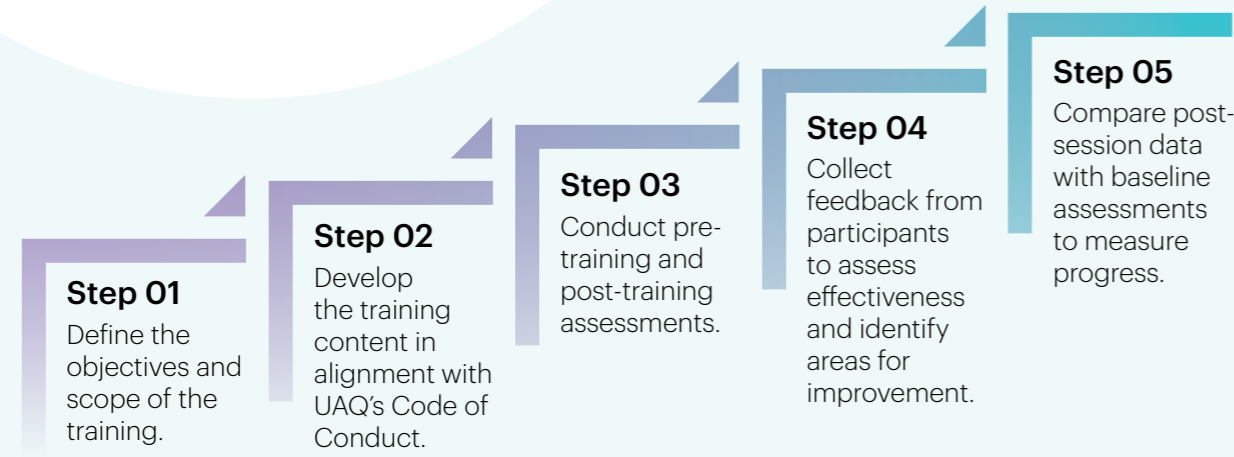 Step 01
Define the
objectives and
scope of the
training.
Step 02
Develop
the training
content in
alignment with
UAQ's Code of
Conduct.
Step 03
Conduct pre-
training and
post-training
assessments.
Step 04
Collect
feedback from
participants
to assess
effectiveness
and identify
areas for
improvement.
Step 05
Compare post-
session data
with baseline
assessments
to measure
progress.